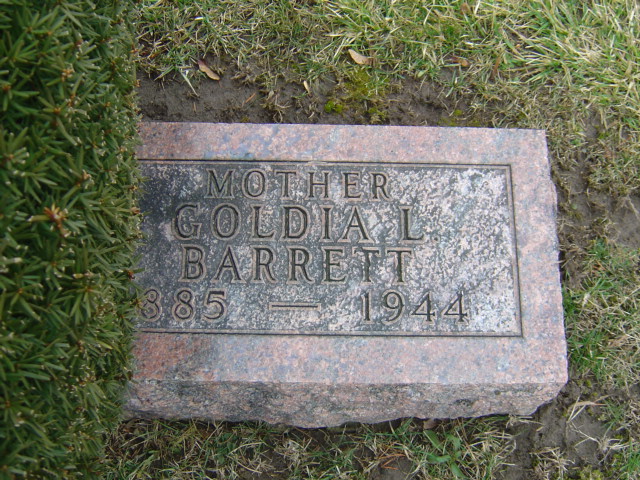 MOTHER
GOLDIA L
BARRETT
885 — 1944